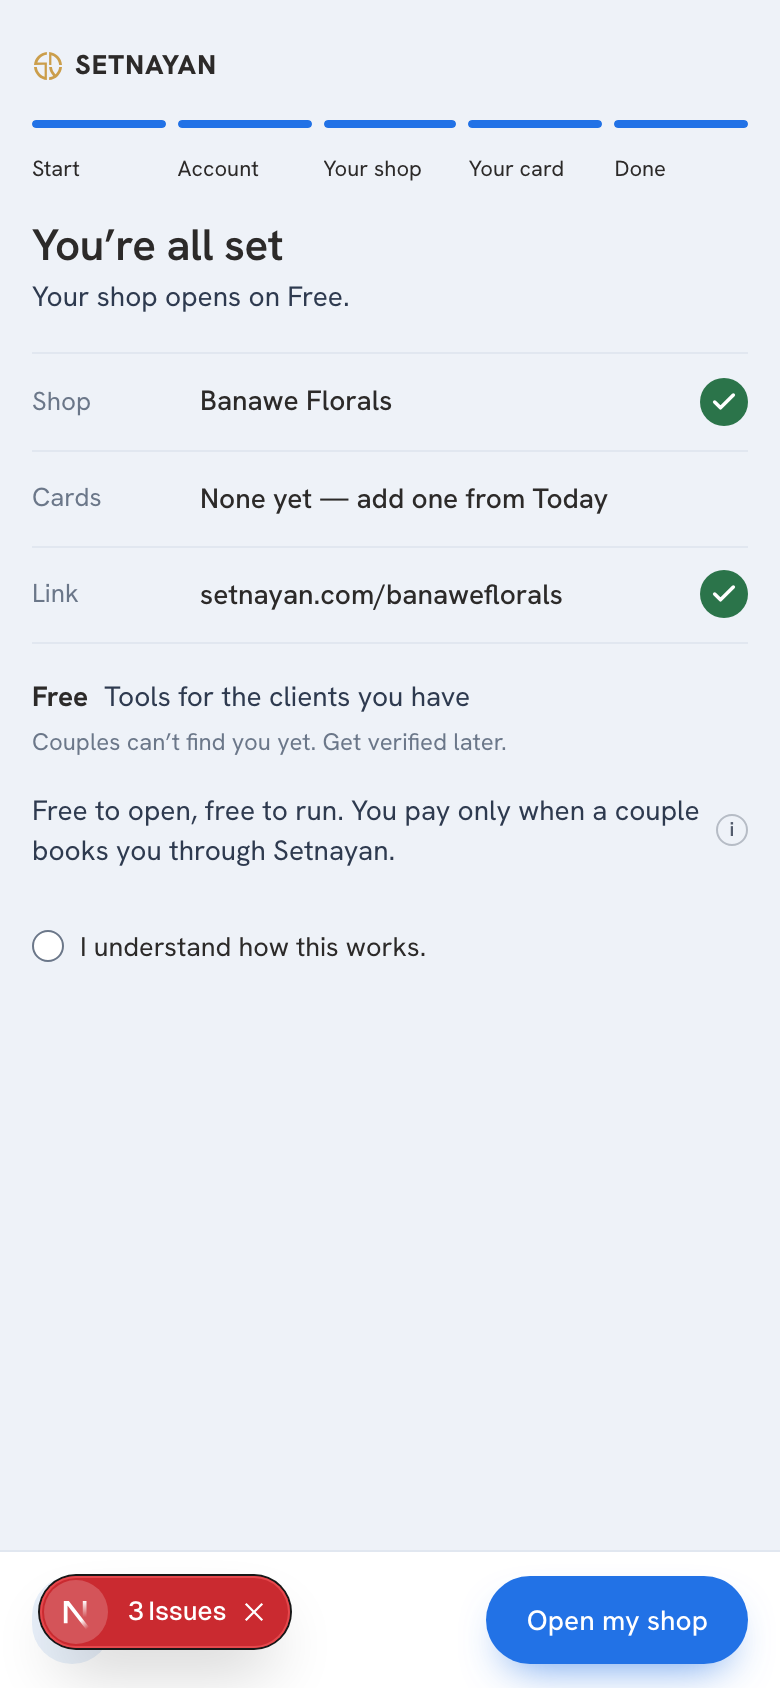 SETNAYAN
Start
Account
Your shop
Your card
Done
You’re all set
Your shop opens on Free.
Shop
Banawe Florals
Cards
None yet — add one from Today
Link
setnayan.com/banaweflorals
Free Tools for the clients you have
Couples can’t find you yet. Get verified later.
Free to open, free to run. You pay only when a couple
books you through Setnayan.
i
I understand how this works.
N
3 Issues
Open my shop